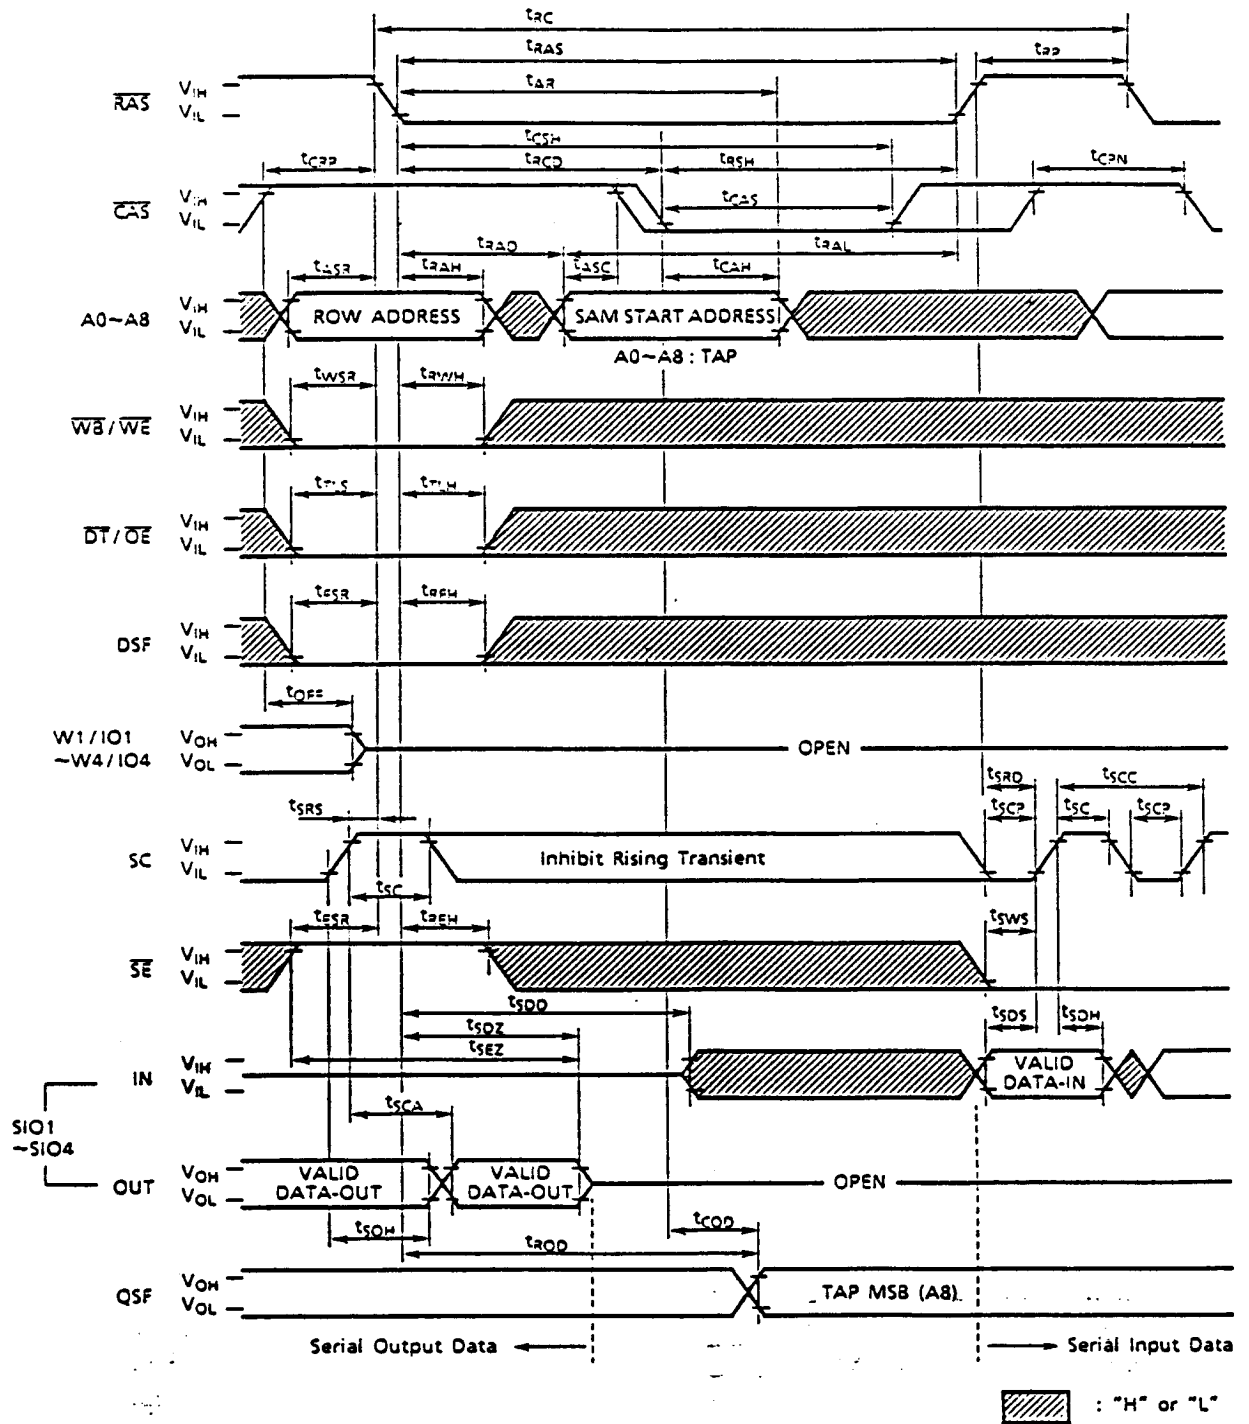 tRC
tRAS
tRP
tAR
RAS
VIH
VIL
tCSH
tCRP
tRCD
tRSH
tCPN
CAS
VIH
VIL
tCAS
tRAD
tRAL
tASR
tRAH
tASC
tCAH
A0~A8
VIH
VIL
ROW ADDRESS
SAM START ADDRESS
A0~A8 : TAP
tWSR
tRWH
WB / WE
VIH
VIL
tTLS
tTLH
DT / OE
VIH
VIL
tFSR
tRFH
DSF
VIH
VIL
tOFF
W1/IO1
~W4/IO4
VOH
VOL
OPEN
tSRD
tSCC
tSRS
tSCP
tSC
tSCP
SC
VIH
VIL
Inhibit Rising Transient
tSC
tESR
tREH
tSWS
SE
VIH
VIL
tSDD
tSDZ
tSDS
tSDH
tSEZ
IN
VIH
VIL
VALID
DATA-IN
tSCA
SIO1
~SIO4
OUT
VOH
VOL
VALID
DATA-OUT
VALID
DATA-OUT
OPEN
tSOH
tCQD
tRQD
QSF
VOH
VOL
TAP MSB (A8)
Serial Output Data
Serial Input Data
: "H" or "L"